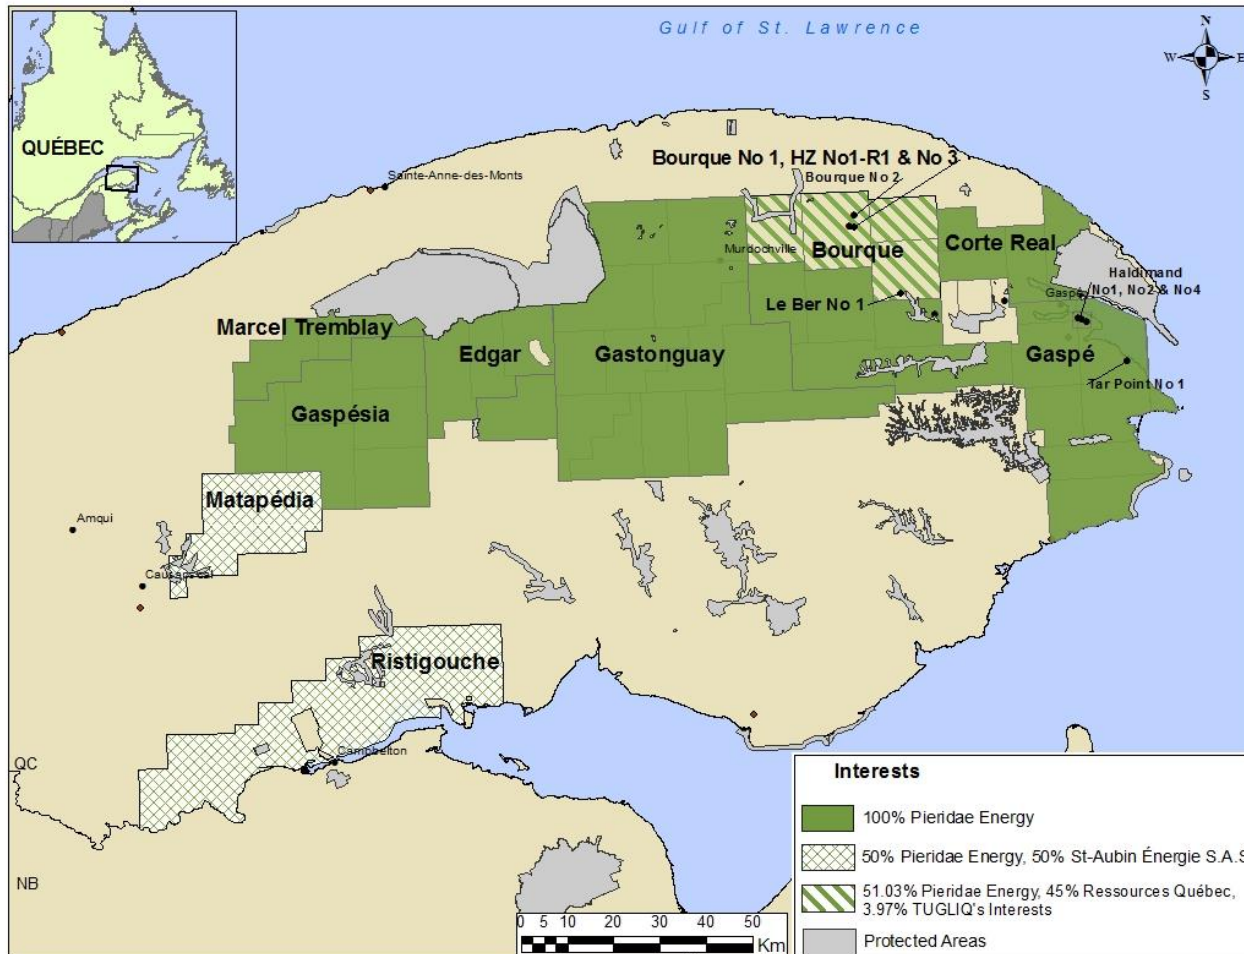 Gulf of St. Lawrence
N
W
E
S
QUÉBEC
Sainte-Anne-des-Monts
Bourque No 1, HZ No1-R1 & No 3
Bourque No 2
Murdochville
Bourque
Corte Real
Haldimand
No1, No2 & No4
Gaspé
Le Ber No 1
Marcel Tremblay
Edgar
Gastonguay
Gaspé
Tar Point No 1
Gaspésia
Matapédia
Amqui
Causapscal
Ristigouche
Campbellton
QC
NB
Interests
100% Pieridae Energy
50% Pieridae Energy, 50% St-Aubin Énergie S.A.S
51.03% Pieridae Energy, 45% Ressources Québec,
3.97% TUGLIQ's Interests
Protected Areas
0 5 10 20 30 40 50
Km